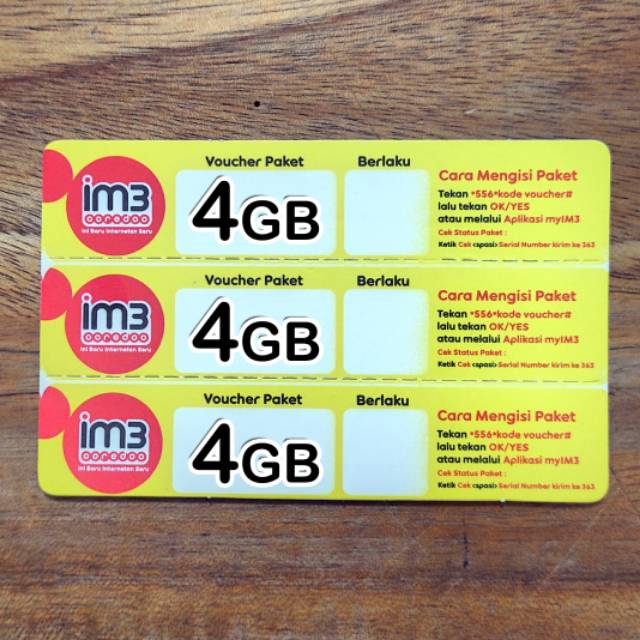 im3
ooredoo
Ini Baru Internetan Baru
Voucher Paket
4GB
Berlaku
Cara Mengisi Paket
Tekan *556*kode voucher#
lalu tekan OK/YES
atau melalui Aplikasi myIM3
Cek Status Paket :
Ketik Cek <spasi> Serial Number kirim ke 363
im3
ooredoo
Ini Baru Internetan Baru
Voucher Paket
4GB
Berlaku
Cara Mengisi Paket
Tekan *556*kode voucher#
lalu tekan OK/YES
atau melalui Aplikasi myIM3
Cek Status Paket :
Ketik Cek <spasi> Serial Number kirim ke 363
im3
ooredoo
Ini Baru Internetan Baru
Voucher Paket
4GB
Berlaku
Cara Mengisi Paket
Tekan *556*kode voucher#
lalu tekan OK/YES
atau melalui Aplikasi myIM3
Cek Status Paket :
Ketik Cek <spasi> Serial Number kirim ke 363